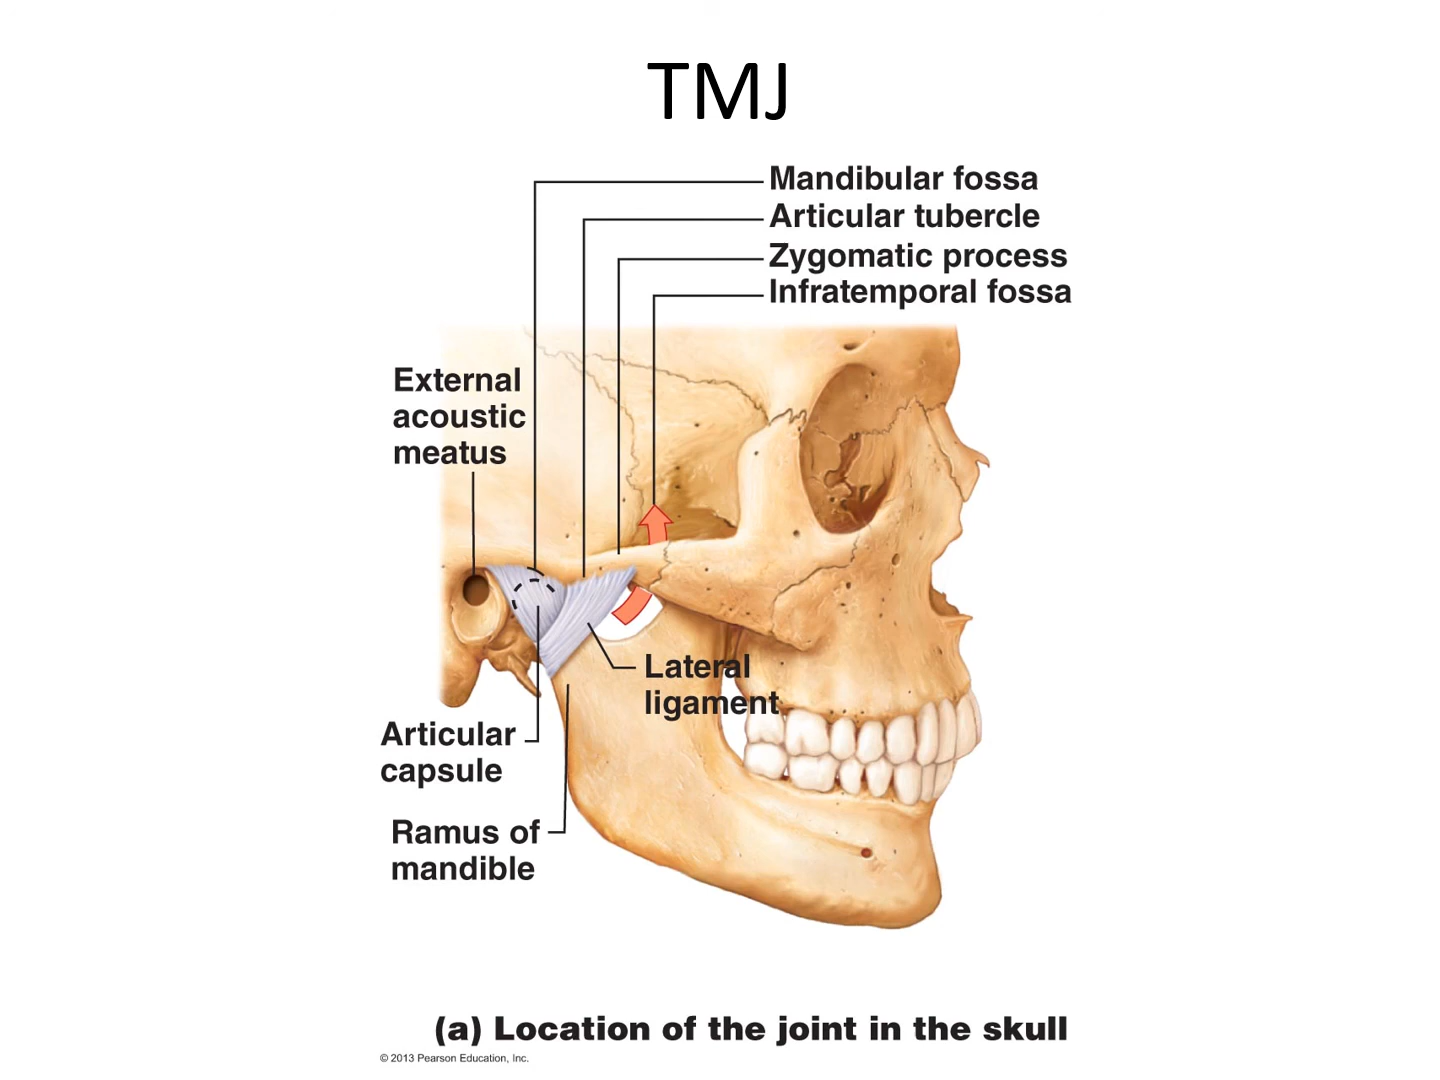 TMJ
Mandibular fossa
Articular tubercle
Zygomatic process
Infratemporal fossa
External
acoustic
meatus
Lateral
ligament
Articular
capsule
Ramus of
mandible
(a) Location of the joint in the skull
© 2013 Pearson Education, Inc.